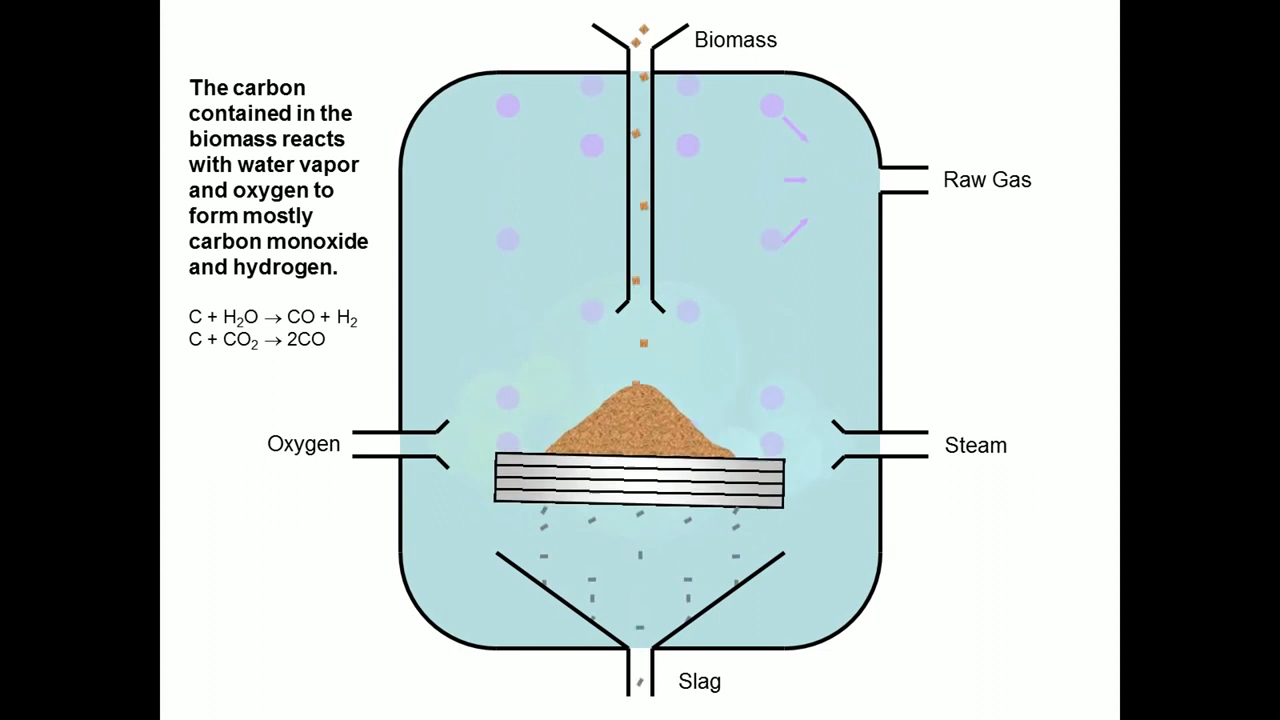 Biomass
The carbon
contained in the
biomass reacts
with water vapor
and oxygen to
form mostly
carbon monoxide
and hydrogen.
C + H₂O → CO + H₂
C + CO₂ → 2CO
Raw Gas
Oxygen
Steam
Slag